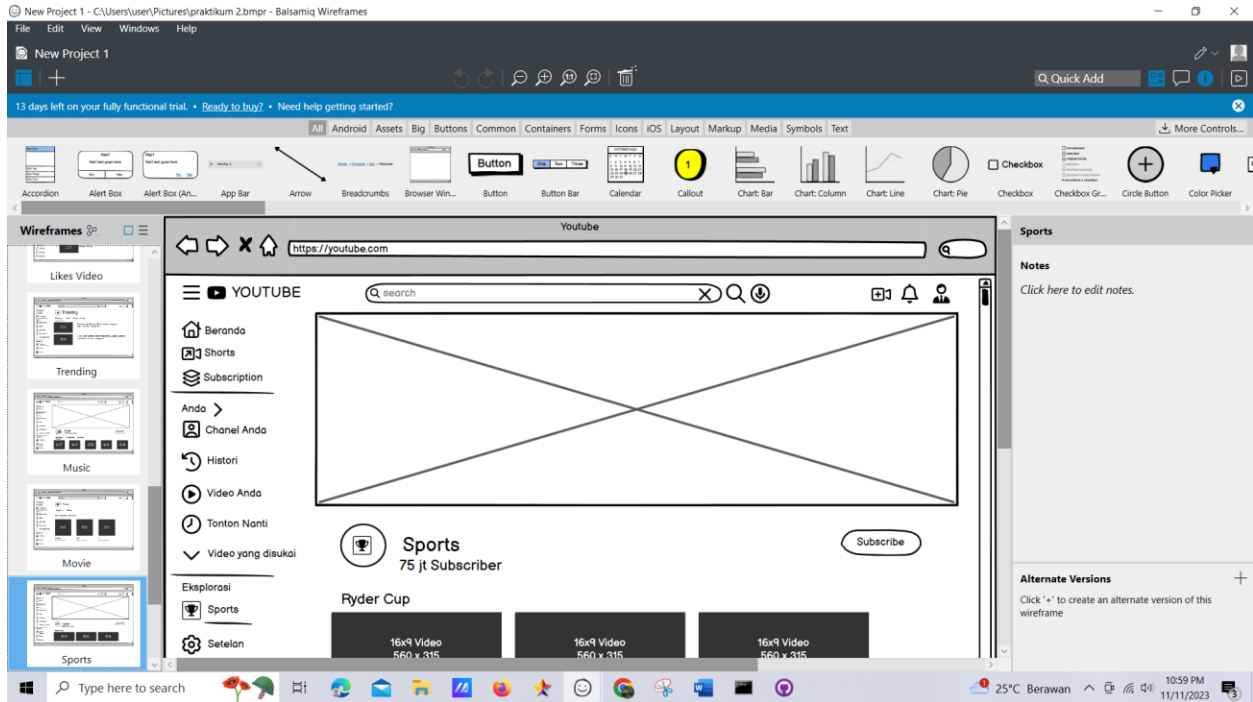 New Project 1 - C:\Users\user\Pictures\praktikum 2.bmpr - Balsamiq Wireframes
File Edit View Windows Help
New Project 1
Quick Add
13 days left on your fully functional trial. • Ready to buy? • Need help getting started?
All Android Assets Big Buttons Common Containers Forms Icons iOS Layout Markup Media Symbols Text
More Controls...
Button
One Two Three
1
Checkbox
Accordion Alert Box Alert Box (An... App Bar Arrow Breadcrumbs Browser Win... Button Button Bar Calendar Callout Chart: Bar Chart: Column Chart: Line Chart: Pie Checkbox Checkbox Gr... Circle Button Color Picker
Wireframes
Likes Video
Trending
Music
Movie
Sports
Youtube
https://youtube.com
YOUTUBE
search
Beranda
Shorts
Subscription
Anda
Chanel Anda
Histori
Video Anda
Tonton Nanti
Video yang disukai
Eksplorasi
Sports
Setelan
Sports
75 jt Subscriber
Subscribe
Ryder Cup
16x9 Video 16x9 Video 16x9 Video
560 x 315 560 x 315 560 x 315
Sports
Notes
Click here to edit notes.
Alternate Versions
Click '+' to create an alternate version of this
wireframe
Type here to search
25°C Berawan
10:59 PM
11/11/2023